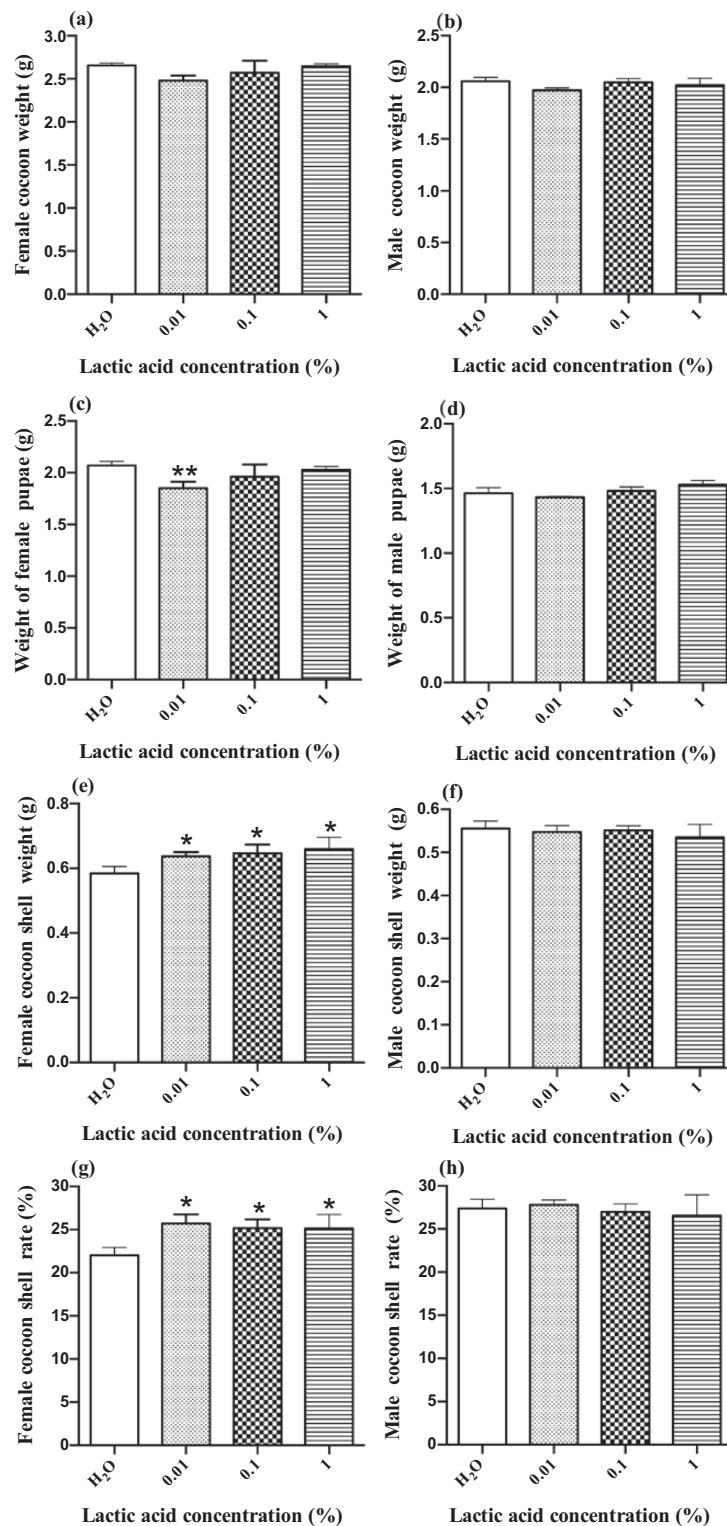 (a)
Female cocoon weight (g)
3.0
2.5
2.0
1.5
1.0
0.5
0.0
H₂O 0.01 0.1 1
Lactic acid concentration (%)
(b)
Male cocoon weight (g)
2.5
2.0
1.5
1.0
0.5
0.0
H₂O 0.01 0.1 1
Lactic acid concentration (%)
(c)
Weight of female pupae (g)
2.5
2.0
1.5
1.0
0.5
0.0
**
H₂O 0.01 0.1 1
Lactic acid concentration (%)
(d)
Weight of male pupae (g)
2.0
1.5
1.0
0.5
0.0
H₂O 0.01 0.1 1
Lactic acid concentration (%)
(e)
Female cocoon shell weight (g)
0.8
0.6
0.4
0.2
0.0
* * *
H₂O 0.01 0.1 1
Lactic acid concentration (%)
(f)
Male cocoon shell weight (g)
0.6
0.5
0.4
0.3
0.2
0.1
0.0
H₂O 0.01 0.1 1
Lactic acid concentration (%)
(g)
Female cocoon shell rate (%)
30
25
20
15
10
5
0
* * *
H₂O 0.01 0.1 1
Lactic acid concentration (%)
(h)
Male cocoon shell rate (%)
30
25
20
15
10
5
0
H₂O 0.01 0.1 1
Lactic acid concentration (%)